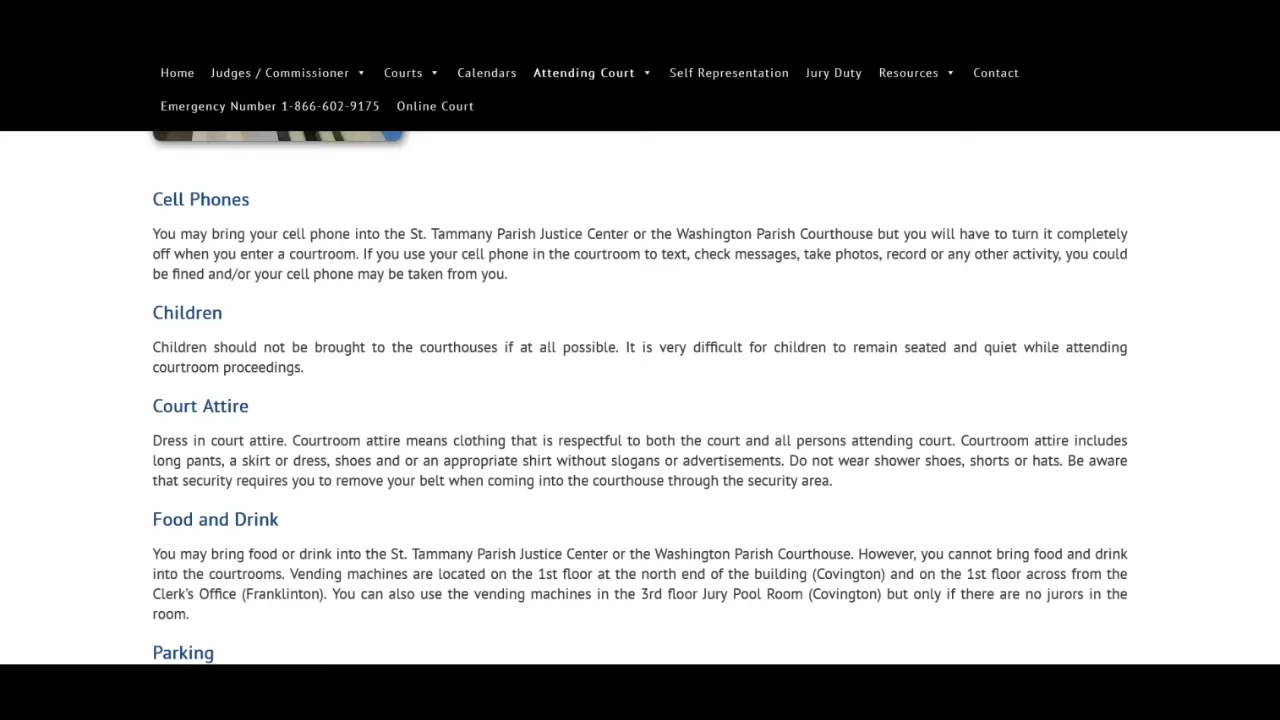 Home Judges / Commissioner Courts Calendars Attending Court Self Representation Jury Duty Resources Contact
Emergency Number 1-866-602-9175 Online Court
Cell Phones
You may bring your cell phone into the St. Tammany Parish Justice Center or the Washington Parish Courthouse but you will have to turn it completely
off when you enter a courtroom. If you use your cell phone in the courtroom to text, check messages, take photos, record or any other activity, you could
be fined and/or your cell phone may be taken from you.
Children
Children should not be brought to the courthouses if at all possible. It is very difficult for children to remain seated and quiet while attending
courtroom proceedings.
Court Attire
Dress in court attire. Courtroom attire means clothing that is respectful to both the court and all persons attending court. Courtroom attire includes
long pants, a skirt or dress, shoes and or an appropriate shirt without slogans or advertisements. Do not wear shower shoes, shorts or hats. Be aware
that security requires you to remove your belt when coming into the courthouse through the security area.
Food and Drink
You may bring food or drink into the St. Tammany Parish Justice Center or the Washington Parish Courthouse. However, you cannot bring food and drink
into the courtrooms. Vending machines are located on the 1st floor at the north end of the building (Covington) and on the 1st floor across from the
Clerk's Office (Franklinton). You can also use the vending machines in the 3rd floor Jury Pool Room (Covington) but only if there are no jurors in the
room.
Parking